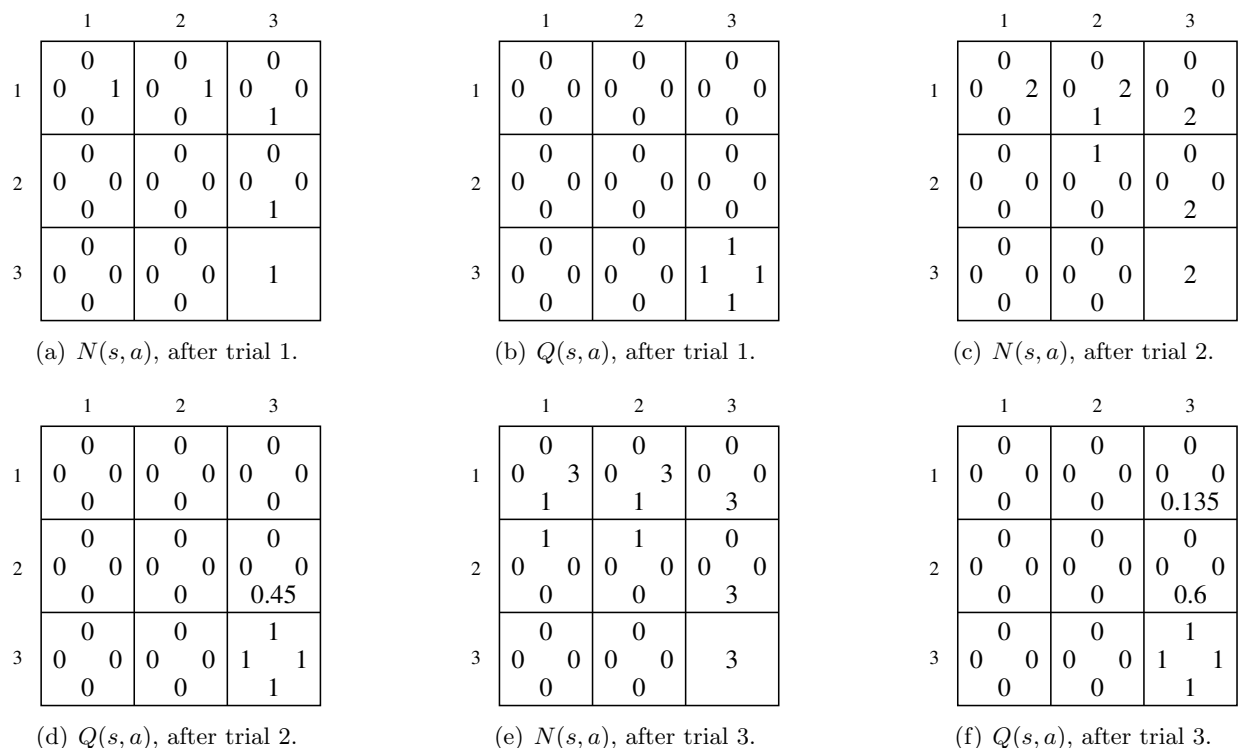 1 2 3 1 2 3 1 2 3
0 0 0 0 0 0 0 0 0
1 0 1 0 1 0 0 1 0 0 0 0 0 0 1 0 2 0 2 0 0
0 0 1 0 0 0 0 1 2
0 0 0 0 0 0 0 1 0
2 0 0 0 0 0 0 2 0 0 0 0 0 0 2 0 0 0 0 0 0
0 0 1 0 0 0 0 0 2
0 0 0 0 1 0 0
3 0 0 0 0 1 3 0 0 0 0 1 1 3 0 0 0 0 2
0 0 0 0 1 0 0
(a) N(s, a), after trial 1. (b) Q(s, a), after trial 1. (c) N(s, a), after trial 2.
1 2 3 1 2 3 1 2 3
0 0 0 0 0 0 0 0 0
1 0 0 0 0 0 0 1 0 3 0 3 0 0 1 0 0 0 0 0 0
0 0 0 1 1 3 0 0 0.135
0 0 0 1 1 0 0 0 0
2 0 0 0 0 0 0 2 0 0 0 0 0 0 2 0 0 0 0 0 0
0 0 0.45 0 0 3 0 0 0.6
0 0 1 0 0 0 0 1
3 0 0 0 0 1 1 3 0 0 0 0 3 3 0 0 0 0 1 1
0 0 1 0 0 0 0 1
(d) Q(s, a), after trial 2. (e) N(s, a), after trial 3. (f) Q(s, a), after trial 3.